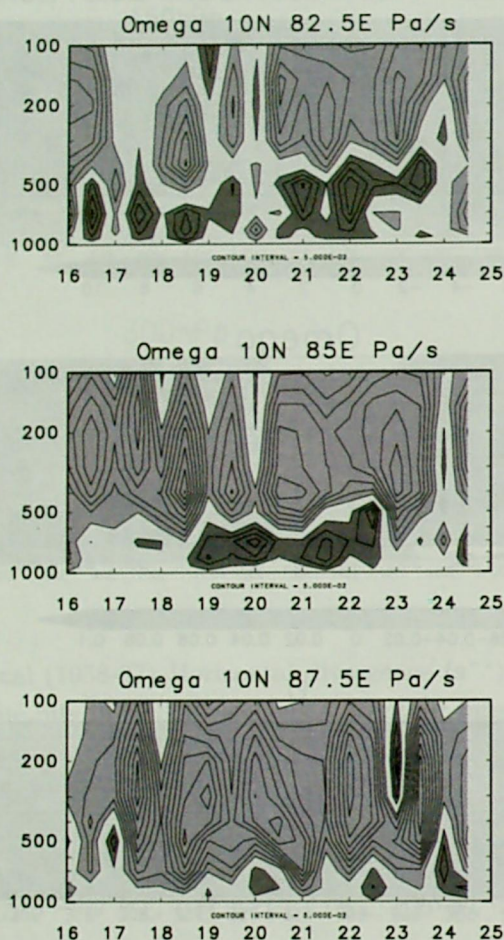 Omega 10N 82.5E Pa/s
100
200
500
1000
16 17 18 19 20 21 22 23 24 25
CONTOUR INTERVAL = 5.000E-02
Omega 10N 85E Pa/s
100
200
500
1000
16 17 18 19 20 21 22 23 24 25
CONTOUR INTERVAL = 5.000E-02
Omega 10N 87.5E Pa/s
100
200
500
1000
16 17 18 19 20 21 22 23 24 25
CONTOUR INTERVAL = 5.000E-02